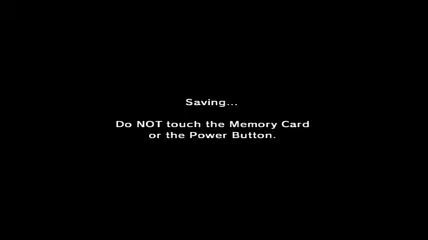 Saving...
Do NOT touch the Memory Card
or the Power Button.